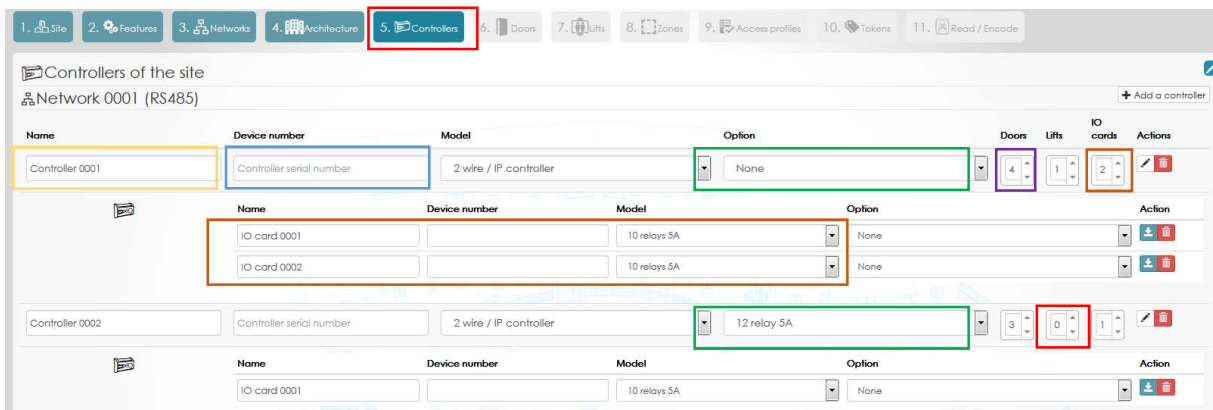 1. Site 2. Features 3. Networks 4. Architecture 5. Controllers 6. Doors 7. Lifts 8. Zones 9. Access profiles 10. Tokens 11. Read / Encode
Controllers of the site
Network 0001 (RS485)
+ Add a controller
Name Device number Model Option Doors Lifts IO cards Actions
Controller 0001 Controller serial number 2 wire / IP controller None 4 1 2
Name Device number Model Option Action
IO card 0001 10 relays 5A None
IO card 0002 10 relays 5A None
Controller 0002 Controller serial number 2 wire / IP controller 12 relay 5A 3 0 1
Name Device number Model Option Action
IO card 0001 10 relays 5A None